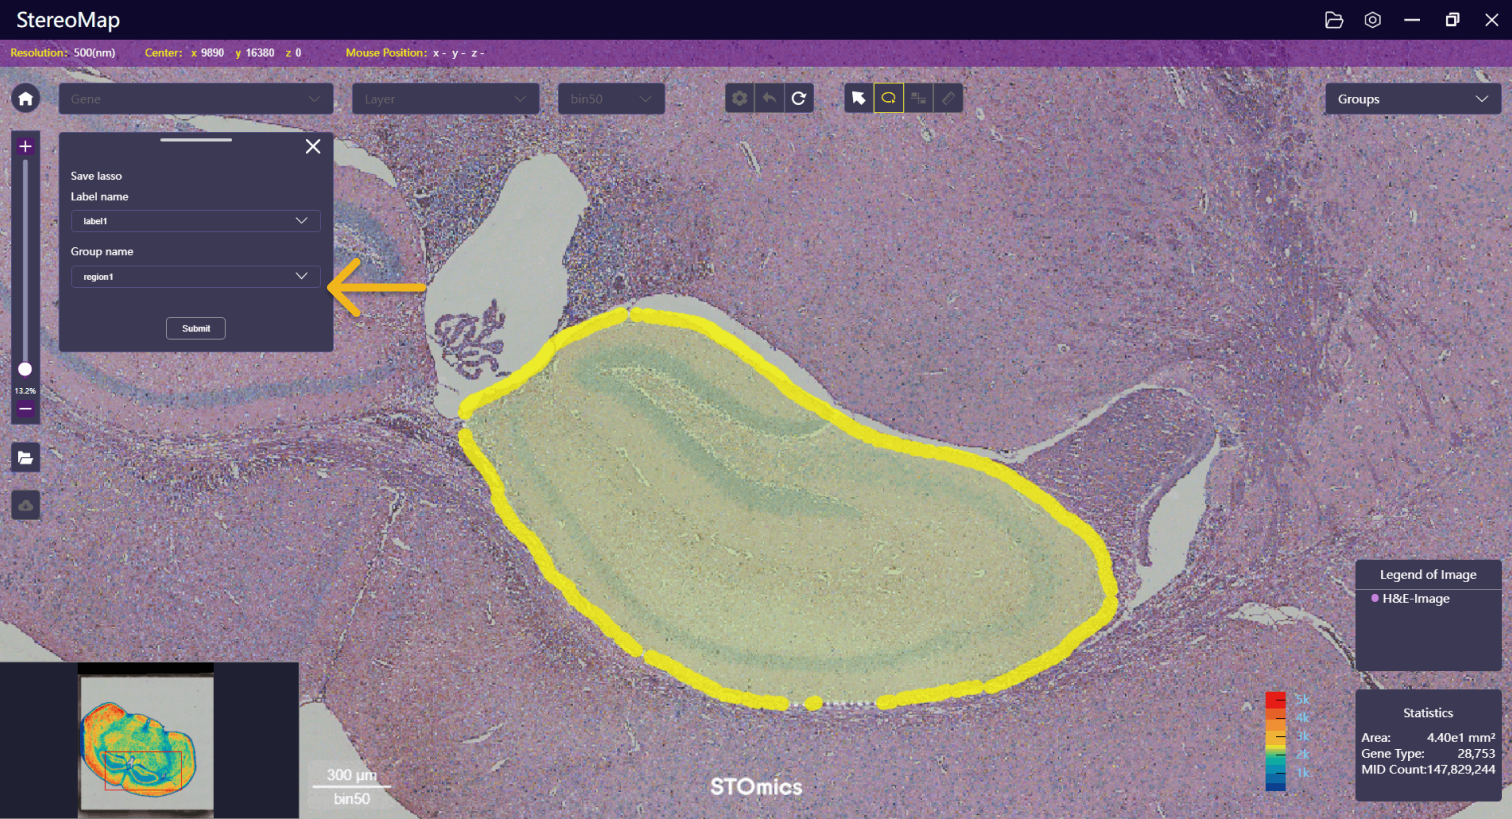 StereoMap
Resolution: 500(nm) Center: x 9890 y 16380 z 0 Mouse Position: x - y - z -
Gene Layer bin50 Groups
Save lasso
Label name
label1
Group name
region1
Submit
13.2%
Legend of Image
H&E-Image
5k
4k
3k
2k
1k
Statistics
Area: 4.40e1 mm²
Gene Type: 28,753
MID Count:147,829,244
300 μm
bin50
STOmics